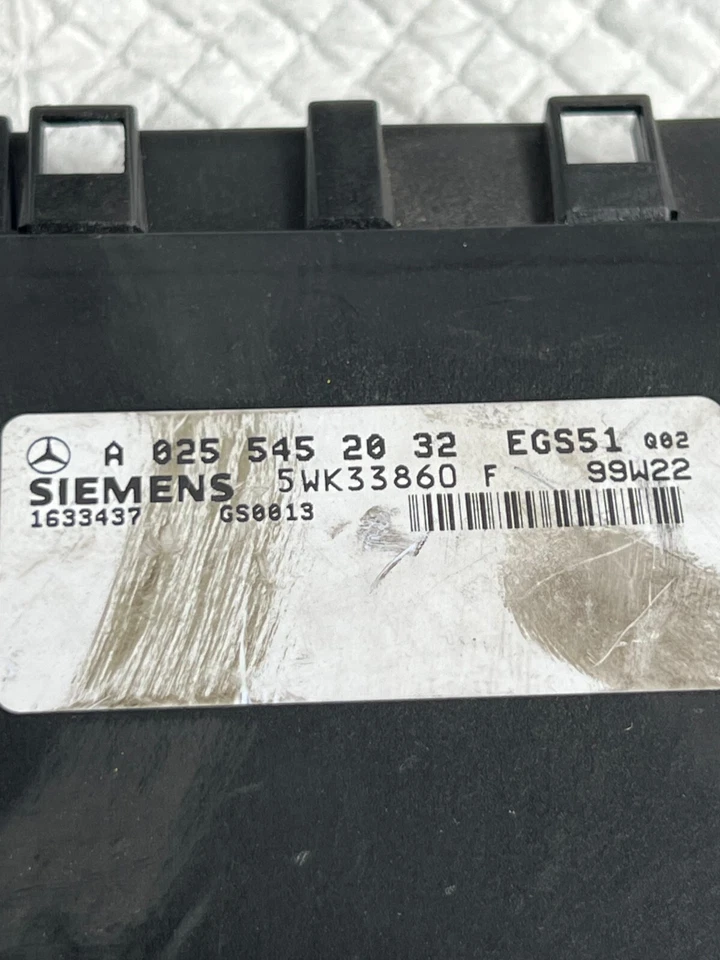 A 025 545 20 32 EGS51 Q02
SIEMENS 5WK33860 F 99W22
1633437 GS0013